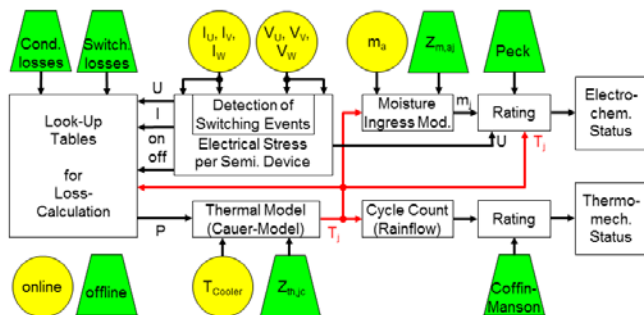 Cond.
losses
Switch.
losses
I_U, I_V,
I_W
V_U, V_V,
V_W
m_a
Z_m,aj
Peck
Look-Up
Tables
for
Loss-
Calculation
U
I
on
off
Detection of
Switching Events
Electrical Stress
per Semi. Device
Moisture
Ingress Mod.
m_j
Rating
U
T_j
Electro-
chem.
Status
P
Thermal Model
(Cauer-Model)
T_j
Cycle Count
(Rainflow)
Rating
Thermo-
mech.
Status
online
offline
T_Cooler
Z_th,jc
Coffin-
Manson